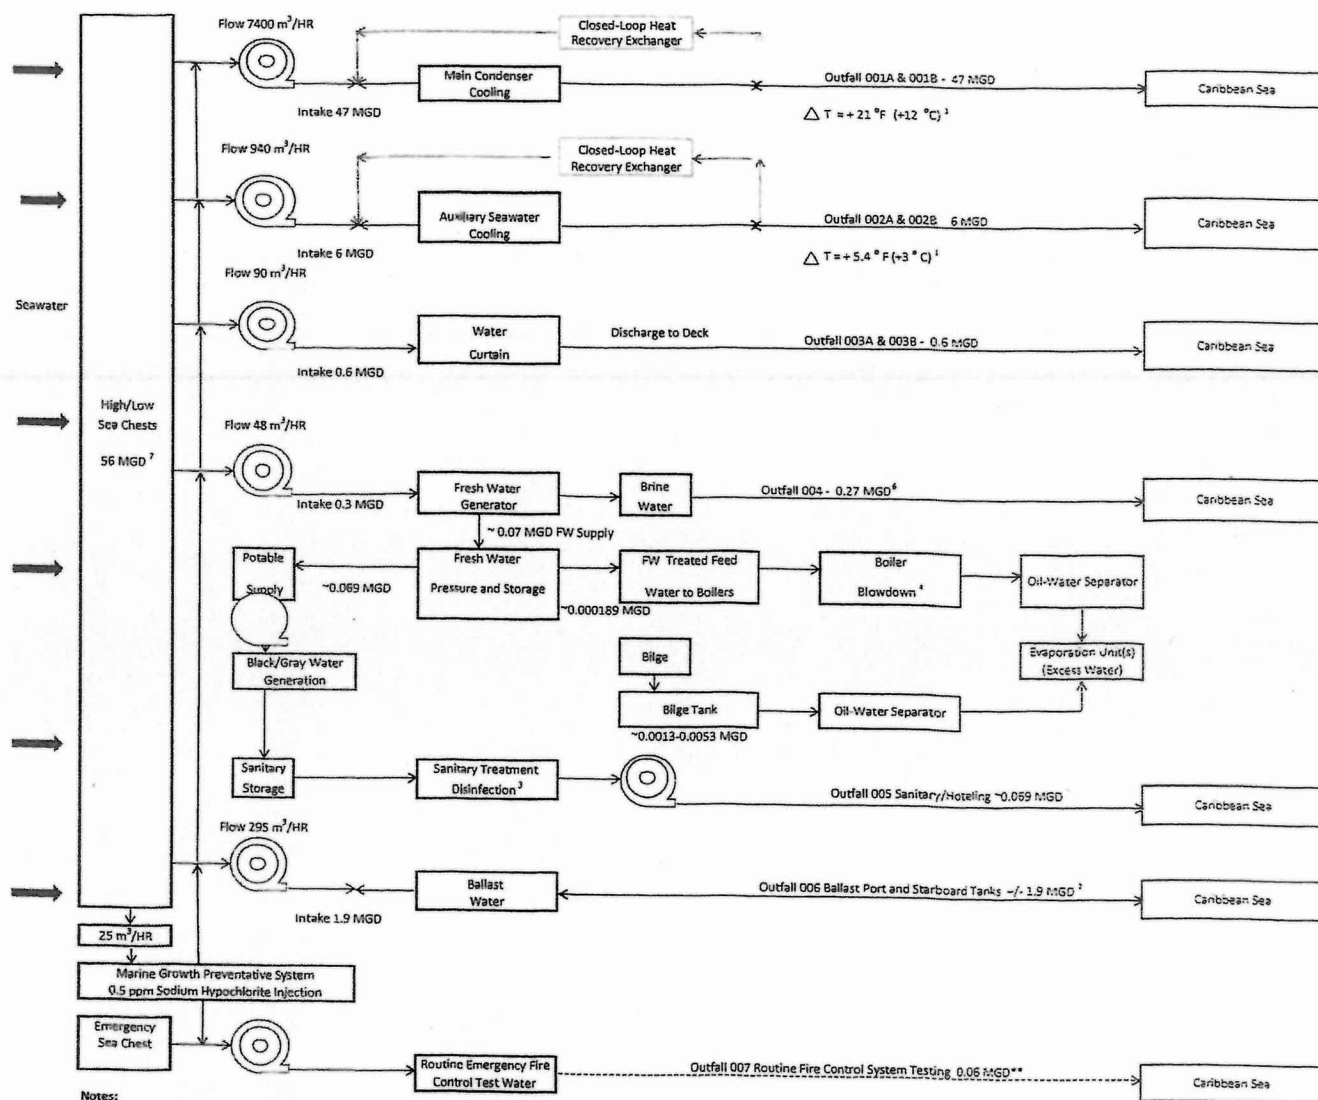 Flow 7400 m³/HR
Closed-Loop Heat
Recovery Exchanger
Main Condenser
Cooling
Intake 47 MGD
Outfall 001A & 001B - 47 MGD
△ T = + 21 °F (+12 °C) ¹
Caribbean Sea
Flow 940 m³/HR
Closed-Loop Heat
Recovery Exchanger
Auxiliary Seawater
Cooling
Intake 6 MGD
Outfall 002A & 002B - 6 MGD
△ T = + 5.4 °F (+3 °C) ¹
Caribbean Sea
Flow 90 m³/HR
Seawater
Water
Curtain
Discharge to Deck
Intake 0.6 MGD
Outfall 003A & 003B - 0.6 MGD
Caribbean Sea
High/Low
Sea Chests
56 MGD ⁷
Flow 48 m³/HR
Intake 0.3 MGD
Fresh Water
Generator
Brine
Water
Outfall 004 - 0.27 MGD⁶
Caribbean Sea
~ 0.07 MGD FW Supply
Potable
Supply
~0.069 MGD
Fresh Water
Pressure and Storage
~0.000189 MGD
FW Treated Feed
Water to Boilers
Boiler
Blowdown ⁴
Oil-Water Separator
Black/Gray Water
Generation
Bilge
Evaporation Unit(s)
(Excess Water)
Bilge Tank
~0.0013-0.0053 MGD
Oil-Water Separator
Sanitary
Storage
Sanitary Treatment
Disinfection ³
Outfall 005 Sanitary/Hoteling ~0.069 MGD
Caribbean Sea
Flow 295 m³/HR
Intake 1.9 MGD
Ballast
Water
Outfall 006 Ballast Port and Starboard Tanks -/- 1.9 MGD ²
Caribbean Sea
25 m³/HR
Marine Growth Preventative System
0.5 ppm Sodium Hypochlorite Injection
Emergency
Sea Chest
Routine Emergency Fire
Control Test Water
Outfall 007 Routine Fire Control System Testing 0.06 MGD**
Caribbean Sea
Notes: